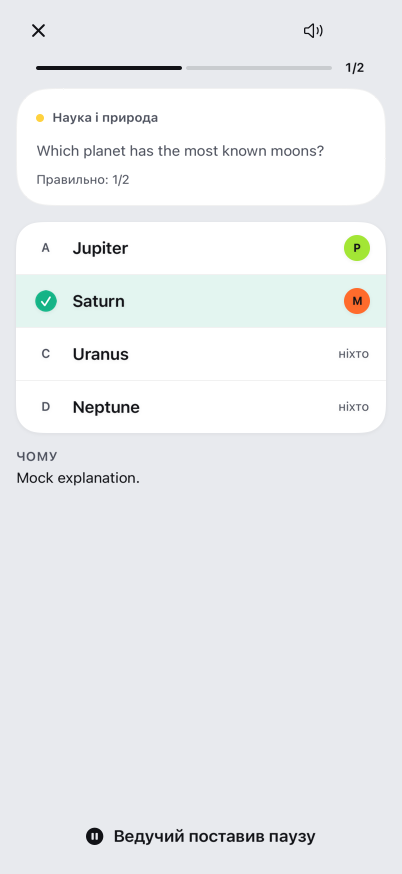 1/2
Наука і природа
Which planet has the most known moons?
Правильно: 1/2
A Jupiter P
Saturn M
C Uranus ніхто
D Neptune ніхто
ЧОМУ
Mock explanation.
Ведучий поставив паузу